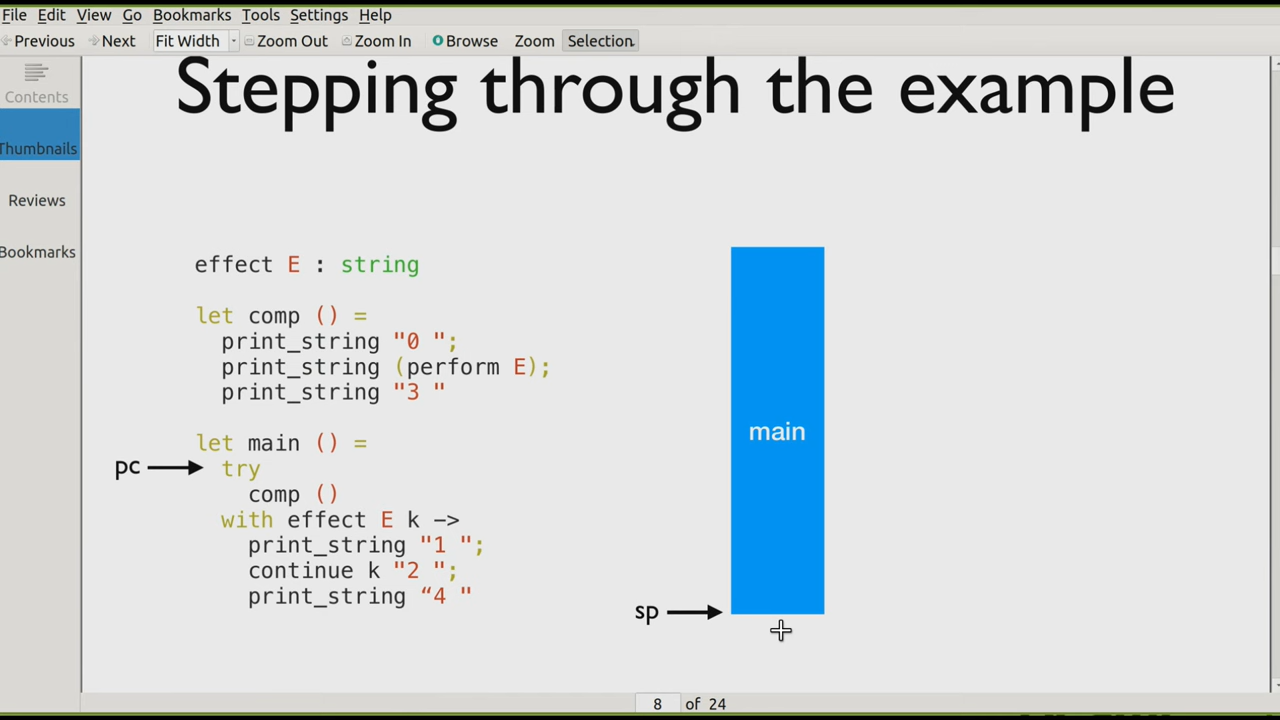 File Edit View Go Bookmarks Tools Settings Help
Previous Next Fit Width Zoom Out Zoom In Browse Zoom Selection
Contents
Thumbnails
Reviews
Bookmarks
Stepping through the example
effect E : string
let comp () =
print_string "0 ";
print_string (perform E);
print_string "3 "
let main () =
pc
try
comp ()
with effect E k ->
print_string "1 ";
continue k "2 ";
print_string “4 "
main
sp
8 of 24